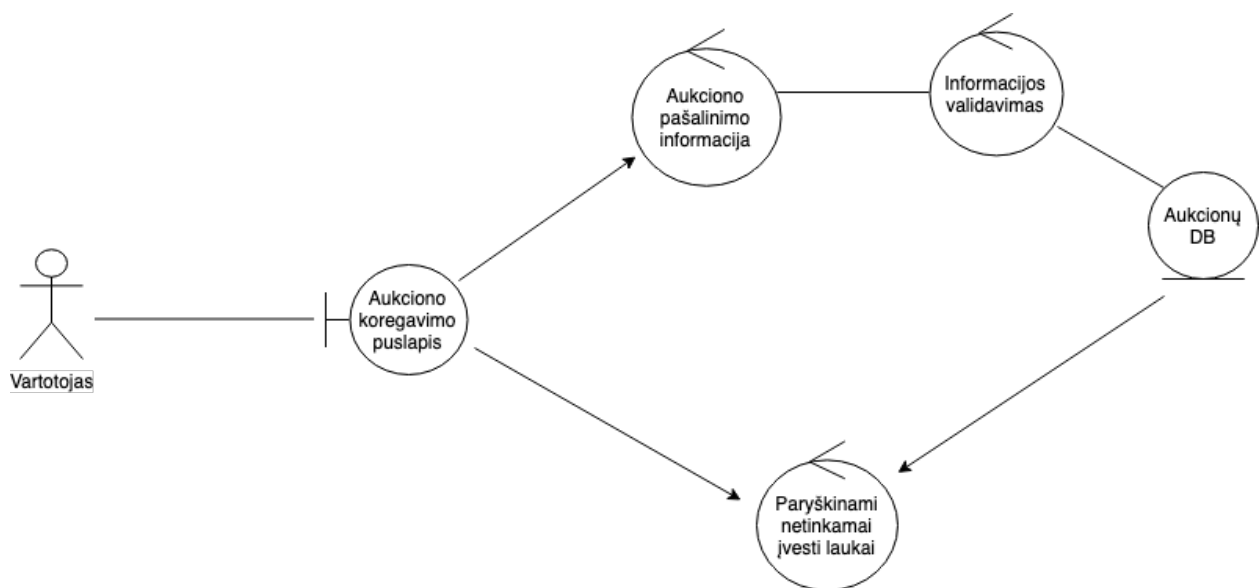 Aukciono
pašalinimo
informacija
Informacijos
validavimas
Aukcionų
DB
Aukciono
koregavimo
puslapis
Vartotojas
Paryškinami
netinkamai
įvesti laukai